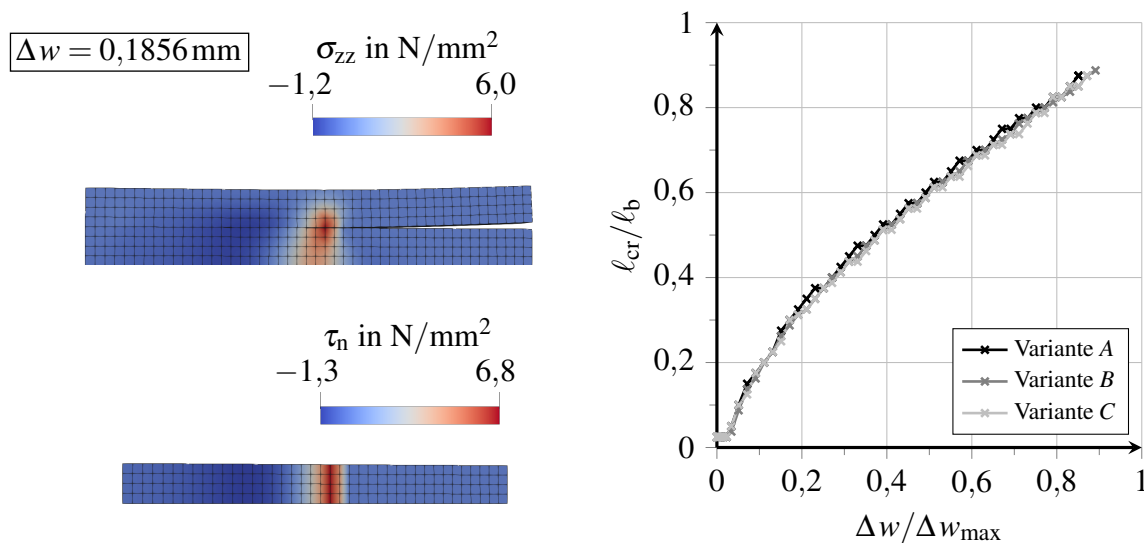 Δw = 0,1856 mm
σzz in N/mm²
−1,2 6,0
τn in N/mm²
−1,3 6,8
1
0,8
0,6
0,4
0,2
0
ℓcr/ℓb
Variante A
Variante B
Variante C
0 0,2 0,4 0,6 0,8 1
Δw/Δwmax